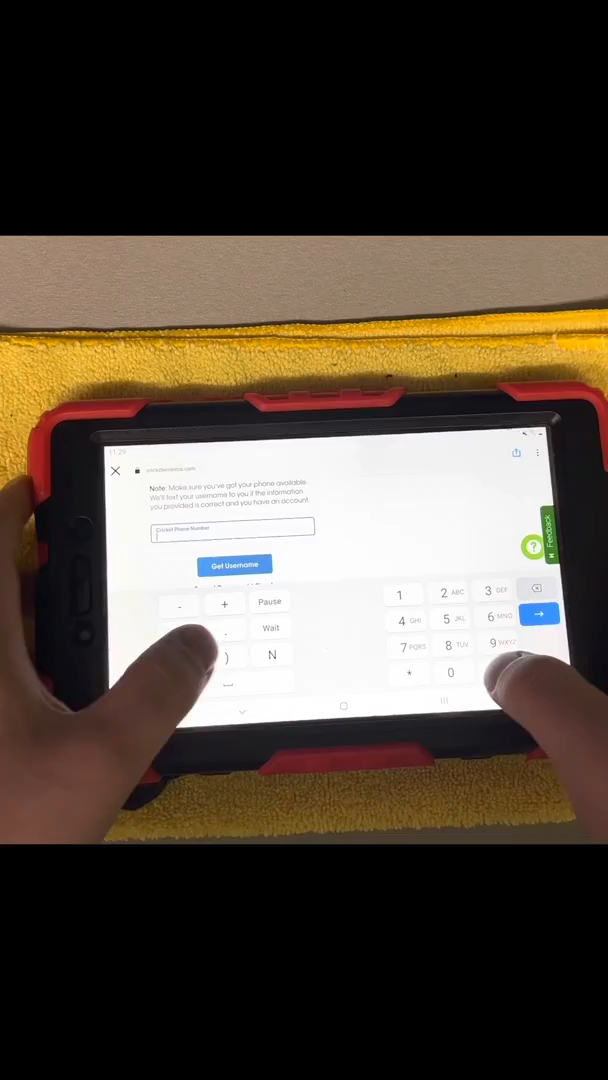 11:29
Note: Make sure you've got your phone available.
We'll text your username to you if the information
you provided is correct and you have an account
Cricket Phone Number
Get Username
Feedback
?
- + Pause 1 2 ABC 3 DEF
. Wait 4 GHI 5 JKL 6 MNO
) N 7 PQRS 8 TUV 9 WXYZ
* 0